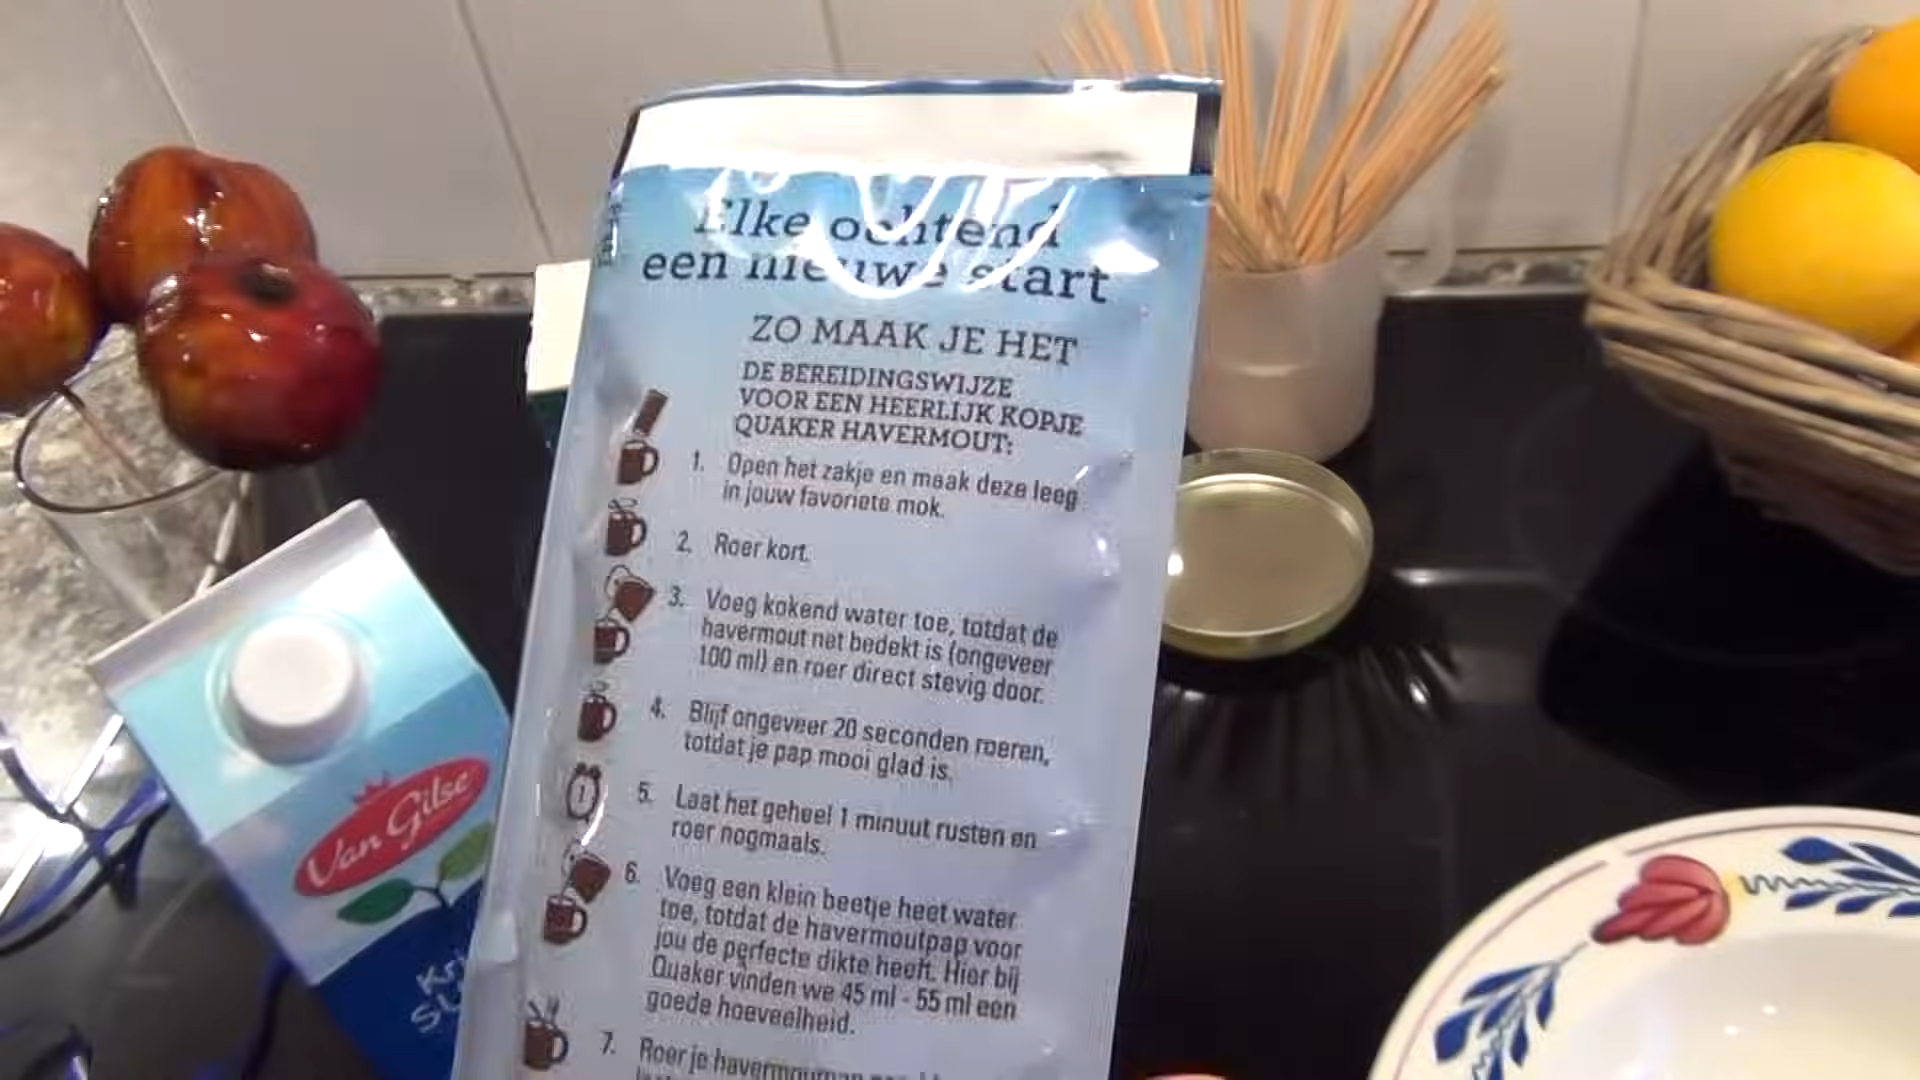 Elke ochtend
een nieuwe start
ZO MAAK JE HET
DE BEREIDINGSWIJZE
VOOR EEN HEERLIJK KOPJE
QUAKER HAVERMOUT:
1. Open het zakje en maak deze leeg
in jouw favoriete mok.
2. Roer kort.
3. Voeg kokend water toe, totdat de
havermout net bedekt is (ongeveer
100 ml) en roer direct stevig door.
4. Blijf ongeveer 20 seconden roeren,
totdat je pap mooi glad is.
5. Laat het geheel 1 minuut rusten en
roer nogmaals.
6. Voeg een klein beetje heet water
toe, totdat de havermoutpap voor
jou de perfecte dikte heeft. Hier bij
Quaker vinden we 45 ml - 55 ml een
goede hoeveelheid.
7. Roer je
Van Gilse